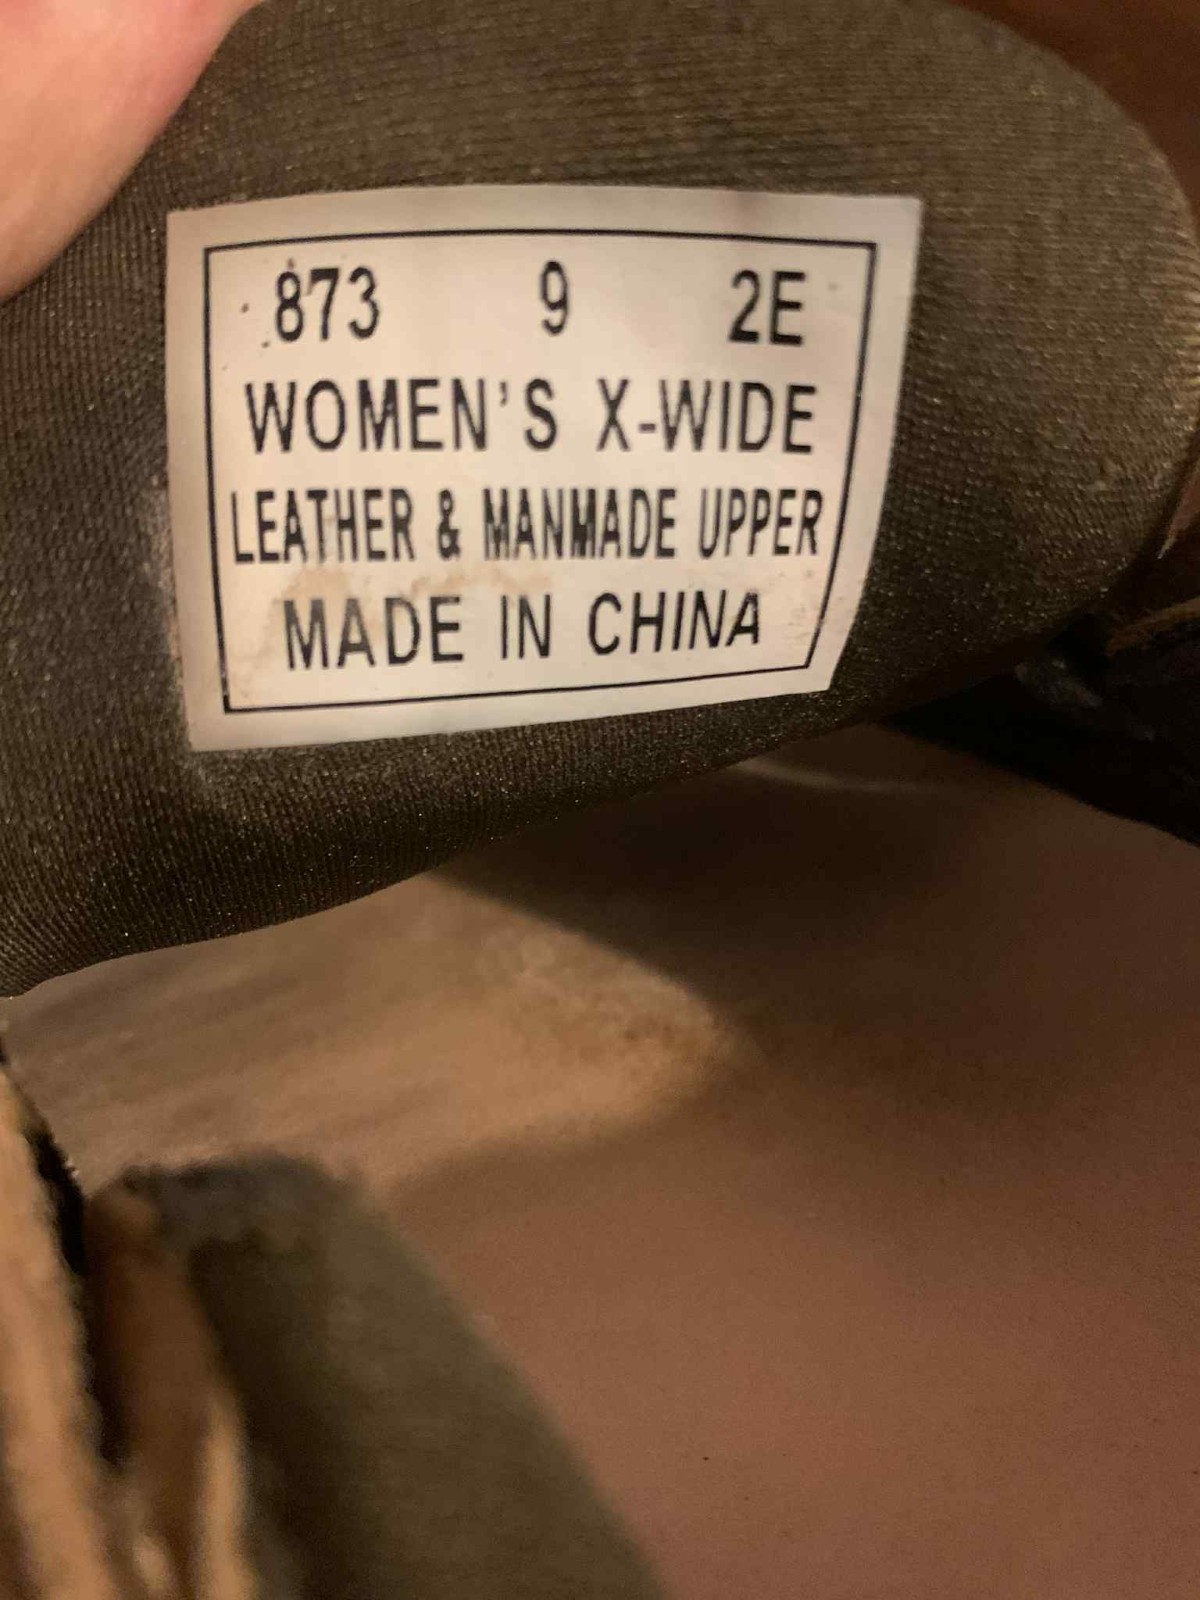 873 9 2E
WOMEN'S X-WIDE
LEATHER & MANMADE UPPER
MADE IN CHINA